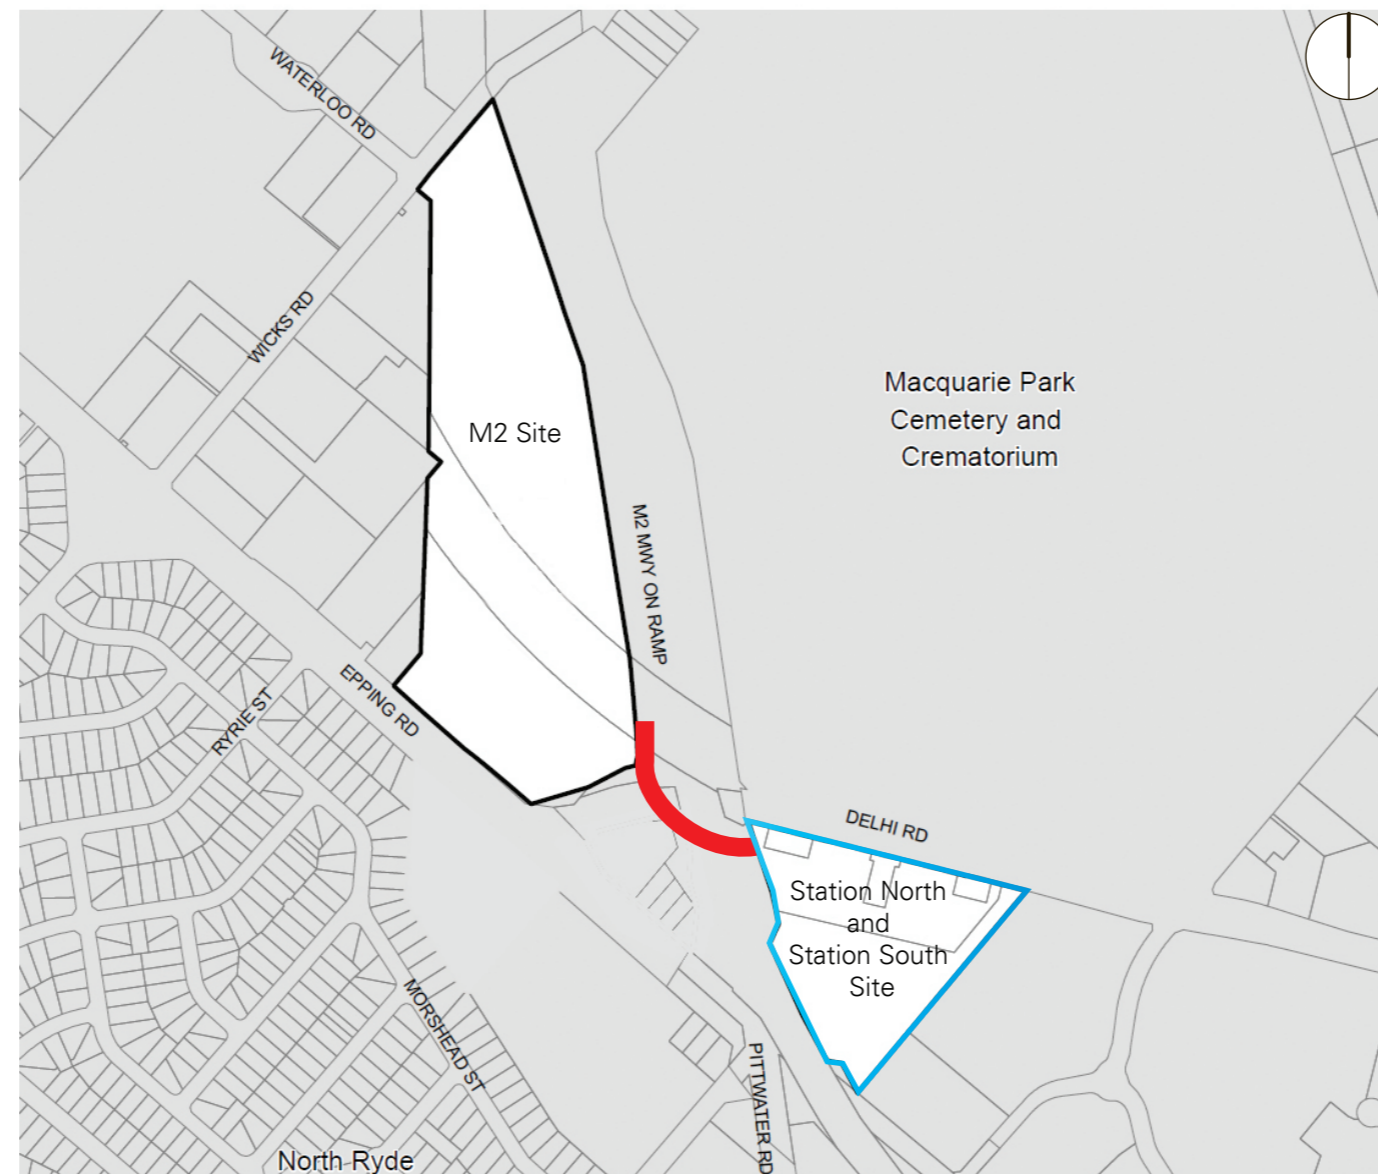 WATERLOO RD
WICKS RD
M2 Site
Macquarie Park
Cemetery and
Crematorium
M2 MWY ON RAMP
EPPING RD
RYRIE ST
DELHI RD
Station North
and
Station South
Site
MORSHEAD ST
PITTWATER RD
North Ryde